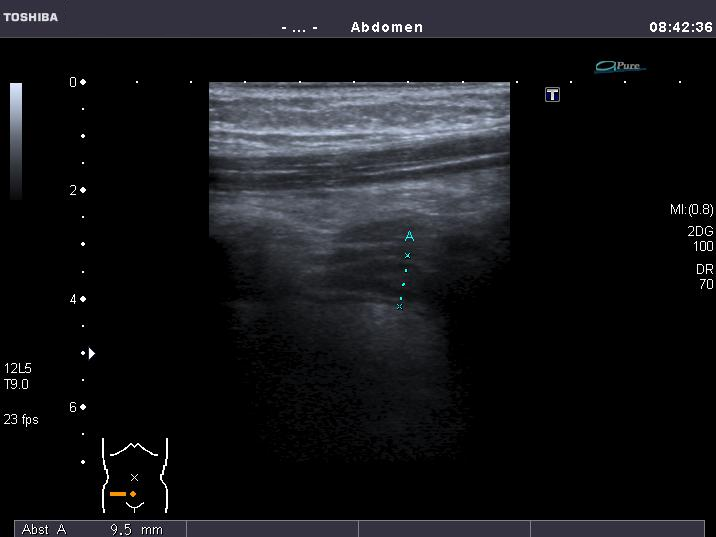 TOSHIBA
- ... -   Abdomen   08:42:36
aPure
T
0
2
4
6
A
MI:(0.8)
2DG
100
DR
70
12L5
T9.0
23 fps
Abst A   9.5 mm